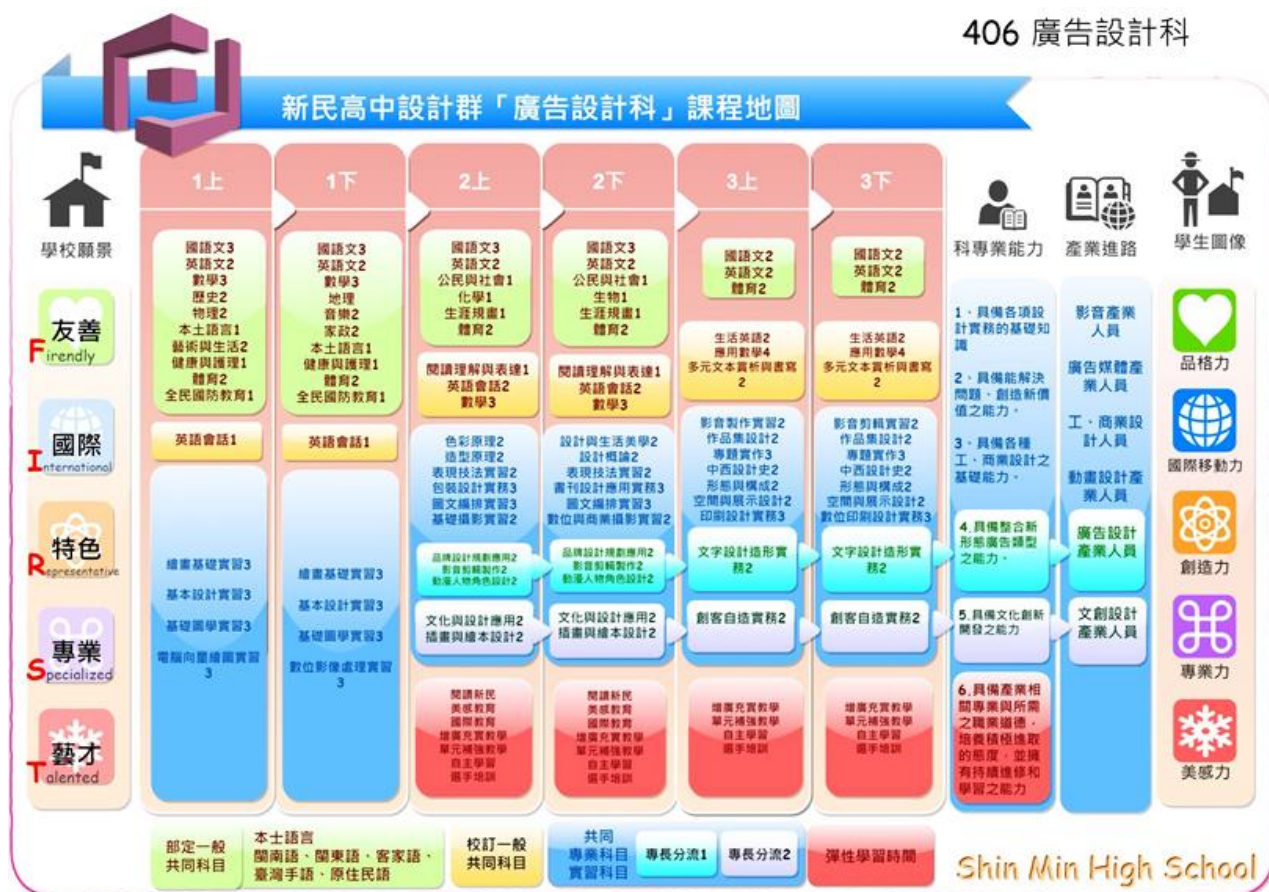 406 廣告設計科
新民高中設計群「廣告設計科」課程地圖
學校願景
友善
Firendly
國際
International
特色
Representative
專業
Specialized
藝才
Talented
1上
國語文3
英語文2
數學3
歷史2
物理2
本土語言1
藝術與生活2
健康與護理1
體育2
全民國防教育1
英語會話1
繪畫基礎實習3
基本設計實習3
基礎圖學實習3
電腦向量繪圖實習
3
1下
國語文3
英語文2
數學3
地理
音樂2
家政2
本土語言1
健康與護理1
體育2
全民國防教育1
英語會話1
繪畫基礎實習3
基本設計實習3
基礎圖學實習3
數位影像處理實習
3
2上
國語文3
英語文2
公民與社會1
化學1
生涯規畫1
體育2
閱讀理解與表達1
英語會話2
數學3
色彩原理2
造型原理2
表現技法實習2
包裝設計實務3
圖文編排實習3
基礎攝影實習2
品牌設計規劃應用2
影音剪輯製作2
動漫人物角色設計2
文化與設計應用2
插畫與繪本設計2
閱讀新民
美感教育
國際教育
增廣充實教學
單元補強教學
自主學習
選手培訓
2下
國語文3
英語文2
公民與社會1
生物1
生涯規畫1
體育2
閱讀理解與表達1
英語會話2
數學3
設計與生活美學2
設計概論2
表現技法實習2
書刊設計應用實務3
圖文編排實習3
數位與商業攝影實習2
品牌設計規劃應用2
影音剪輯製作2
動漫人物角色設計2
文化與設計應用2
插畫與繪本設計2
閱讀新民
美感教育
國際教育
增廣充實教學
單元補強教學
自主學習
選手培訓
3上
國語文2
英語文2
體育2
生活英語2
應用數學4
多元文本賞析與書寫
2
影音製作實習2
作品集設計2
專題實作3
中西設計史2
形態與構成2
空間與展示設計2
印刷設計實務3
文字設計造形實
務2
創客自造實務2
增廣充實教學
單元補強教學
自主學習
選手培訓
3下
國語文2
英語文2
體育2
生活英語2
應用數學4
多元文本賞析與書寫
2
影音剪輯實習2
作品集設計2
專題實作3
中西設計史2
形態與構成2
空間與展示設計2
數位印刷設計實務3
文字設計造形實
務2
創客自造實務2
增廣充實教學
單元補強教學
自主學習
選手培訓
科專業能力
1、具備各項設
計實務的基礎知
識
2、具備能解決
問題、創造新價
值之能力。
3、具備各種
工、商業設計之
基礎能力。
4.具備整合新
形態廣告類型
之能力。
5.具備文化創新
開發之能力
6.具備產業相
關專業與所需
之職業道德，
培養積極進取
的態度，並擁
有持續進修和
學習之能力
產業進路
影音產業
人員
廣告媒體產
業人員
工、商業設
計人員
動畫設計產
業人員
廣告設計
產業人員
文創設計
產業人員
學生圖像
品格力
國際移動力
創造力
專業力
美感力
部定一般
共同科目
本土語言
閩南語、閩東語、客家語、
臺灣手語、原住民語
校訂一般
共同科目
共同
專業科目
實習科目
專長分流1
專長分流2
彈性學習時間
Shin Min High School